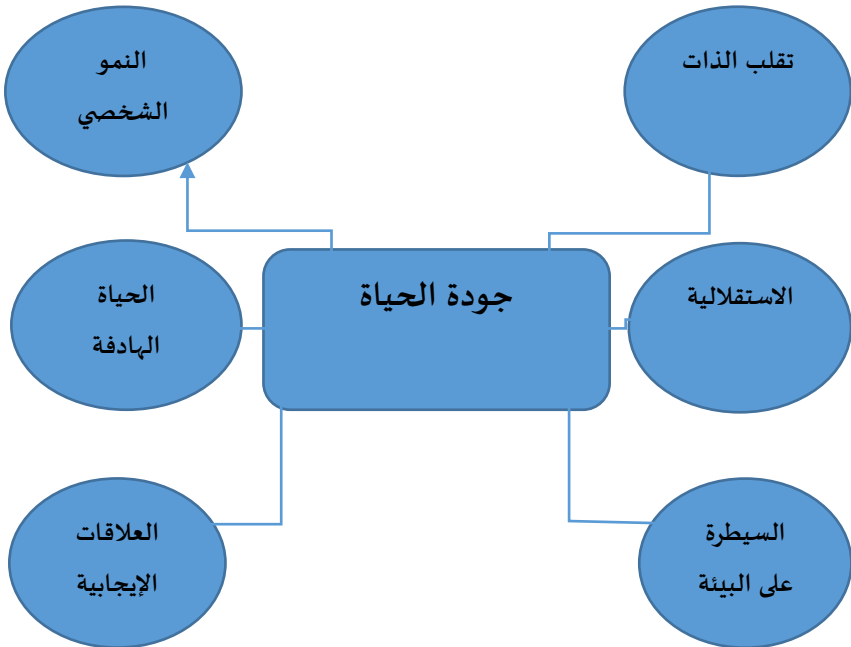 تقلب الذات
النمو
الشخصي
جودة الحياة
الاستقلالية
الحياة
الهادفة
السيطرة
على البيئة
العلاقات
الإيجابية